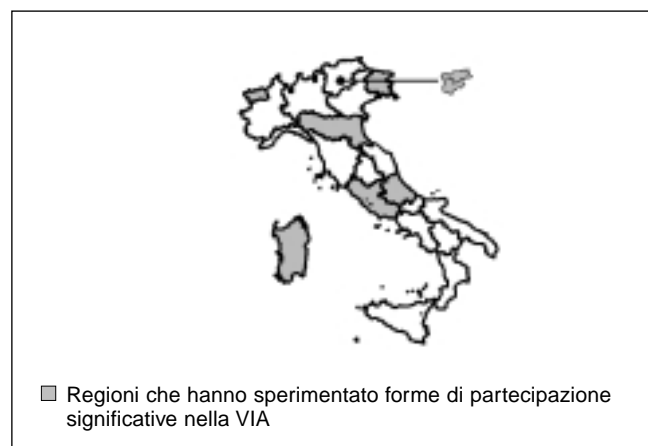 Regioni che hanno sperimentato forme di partecipazione
significative nella VIA